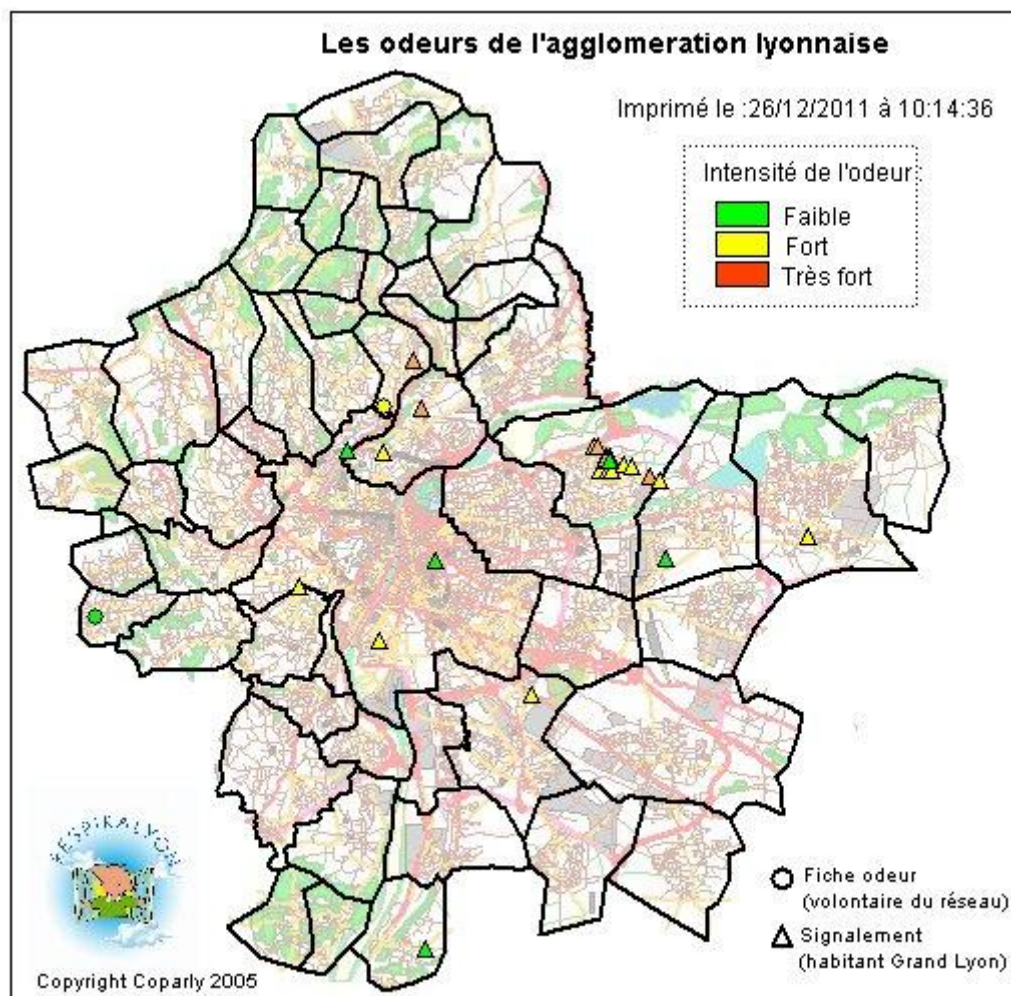 Les odeurs de l'agglomeration lyonnaise
Imprimé le :26/12/2011 à 10:14:36
Intensité de l'odeur
Faible
Fort
Très fort
RESPIRALYON
Fiche odeur
(volontaire du réseau)
Signalement
(habitant Grand Lyon)
Copyright Coparly 2005